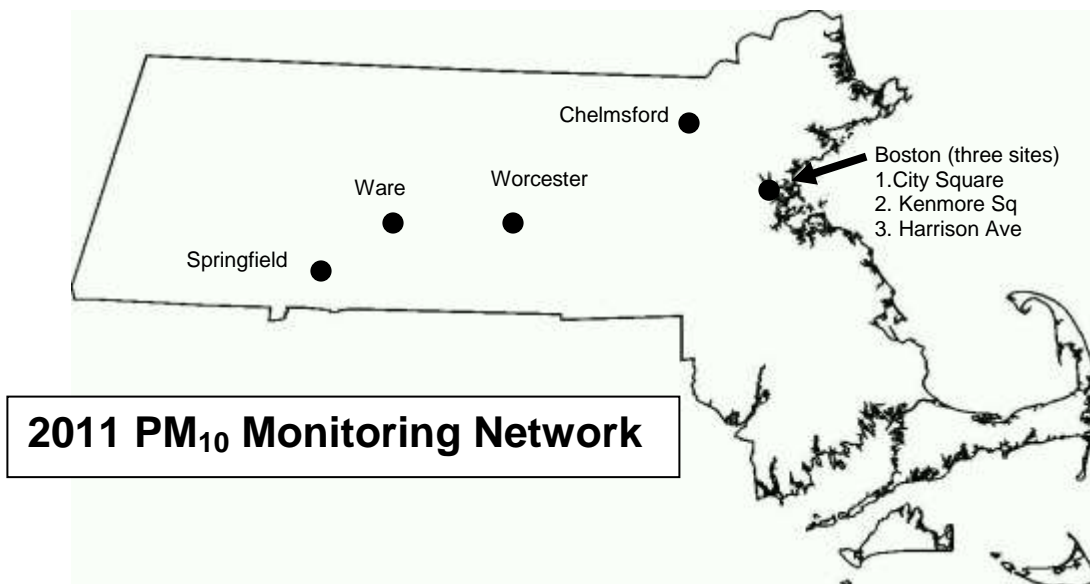 Chelmsford
Boston (three sites)
1.City Square
2. Kenmore Sq
3. Harrison Ave
Ware
Worcester
Springfield
2011 PM₁₀ Monitoring Network